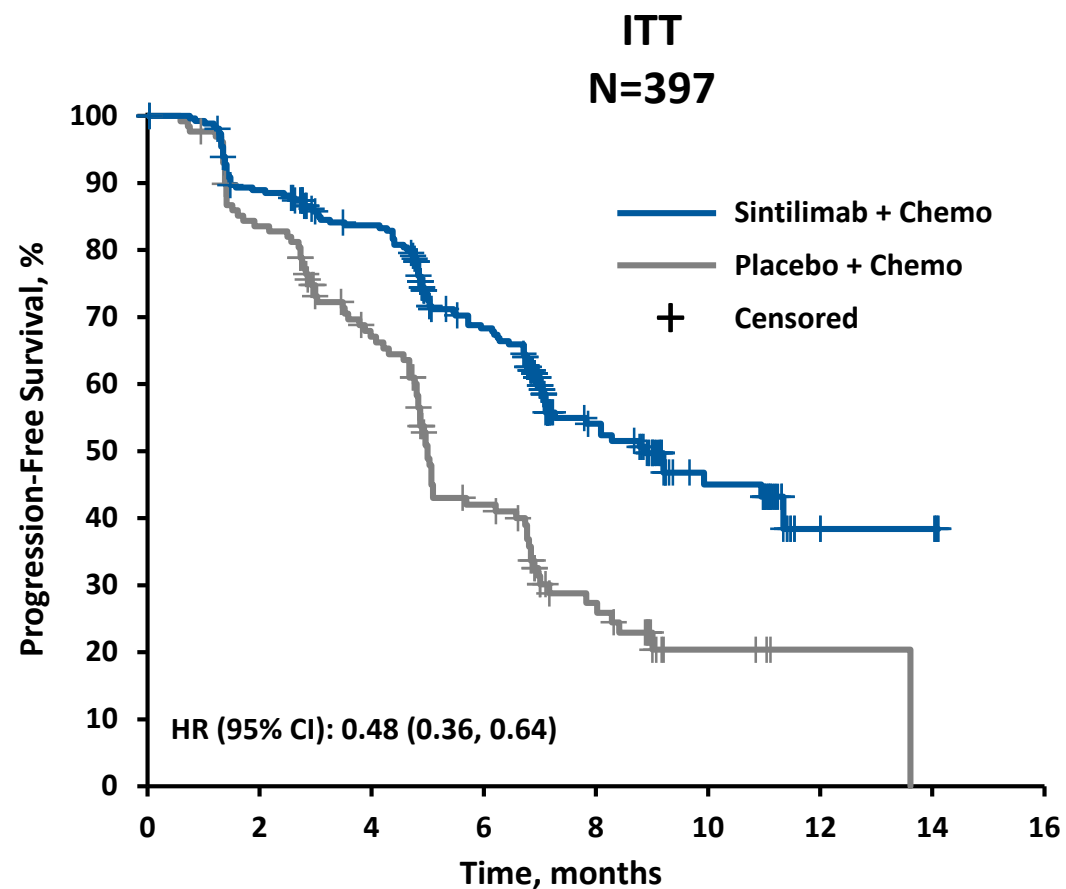 ITT
N=397
100
90
80
70
60
50
40
30
20
10
0
Progression-Free Survival, %
Sintilimab + Chemo
Placebo + Chemo
Censored
HR (95% CI): 0.48 (0.36, 0.64)
0 2 4 6 8 10 12 14 16
Time, months